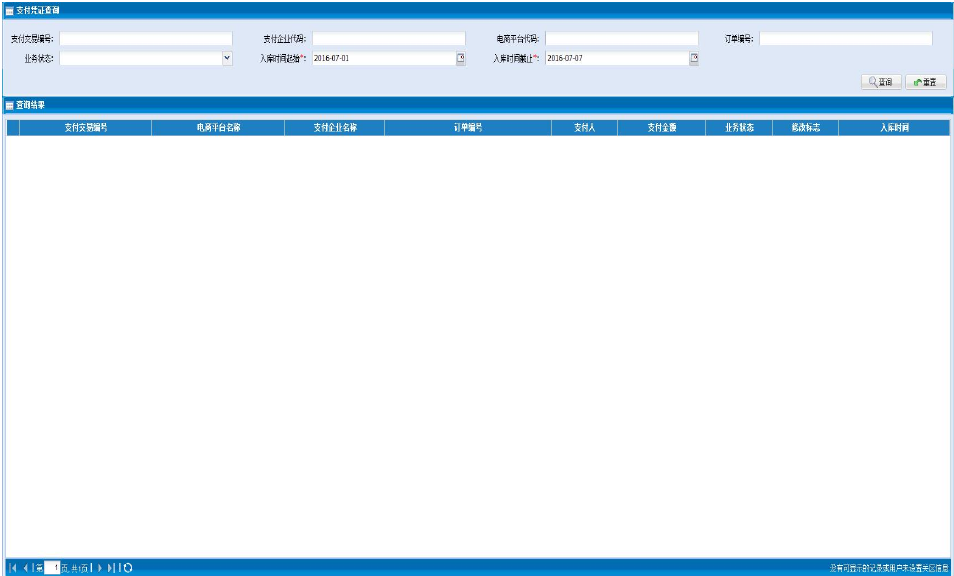 支付凭证查询
支付交易编号: 支付企业代码: 电商平台代码: 订单编号:
业务状态: 入库时间起始*: 2016-07-01 入库时间截止*: 2016-07-07
查询 重置
查询结果
支付交易编号 电商平台名称 支付企业名称 订单编号 支付人 支付金额 业务状态 修改标志 入库时间
第 1 页 共1页 没有可显示的记录或用户未设置关区信息